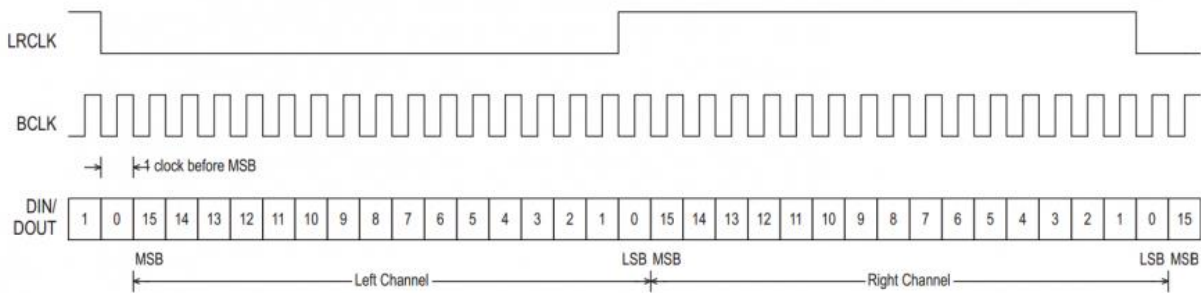 LRCLK
BCLK
1 clock before MSB
DIN/
DOUT
1 0 15 14 13 12 11 10 9 8 7 6 5 4 3 2 1 0 15 14 13 12 11 10 9 8 7 6 5 4 3 2 1 0 15
MSB LSB MSB LSB MSB
Left Channel Right Channel